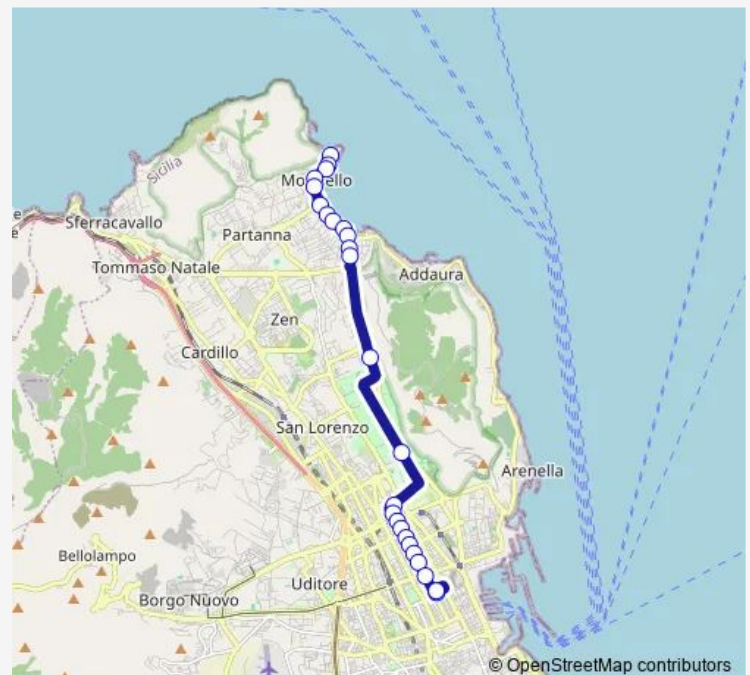 Sicilia
Mondello
Sferracavallo
Partanna
Tommaso Natale
Addaura
Zen
Cardillo
San Lorenzo
Arenella
Bellolampo
Uditore
Borgo Nuovo
© OpenStreetMap contributors